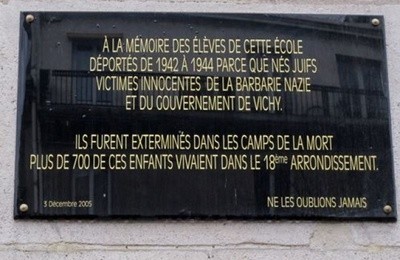 À LA MÉMOIRE DES ÉLÈVES DE CETTE ÉCOLE
DÉPORTÉS DE 1942 À 1944 PARCE QUE NÉS JUIFS
VICTIMES INNOCENTES DE LA BARBARIE NAZIE
ET DU GOUVERNEMENT DE VICHY.
ILS FURENT EXTERMINÉS DANS LES CAMPS DE LA MORT
PLUS DE 700 DE CES ENFANTS VIVAIENT DANS LE 18ème ARRONDISSEMENT.
3 Décembre 2005
NE LES OUBLIONS JAMAIS